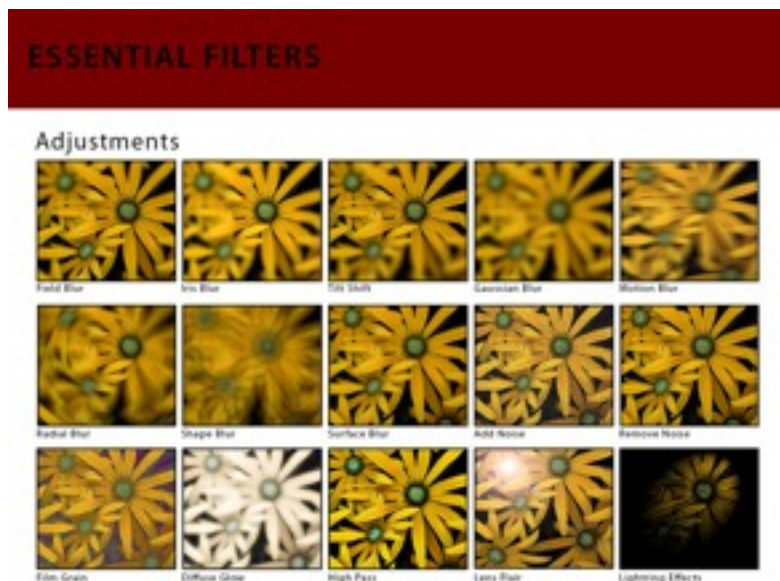 ESSENTIAL FILTERS
Adjustments
Field Blur
Iris Blur
Tilt Shift
Gaussian Blur
Motion Blur
Radial Blur
Shape Blur
Surface Blur
Add Noise
Remove Noise
Film Grain
Diffuse Glow
High Pass
Lens Flair
Lightning Effects